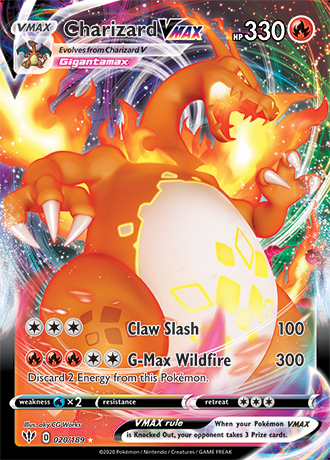 VMAX Charizard VMAX HP 330
Evolves from Charizard V
Gigantamax
Claw Slash 100
G-Max Wildfire 300
Discard 2 Energy from this Pokémon.
weakness ×2 resistance retreat
Illus. aky CG Works
D 020/189 ★
VMAX rule When your Pokémon VMAX
is Knocked Out, your opponent takes 3 Prize cards.
©2020 Pokémon / Nintendo / Creatures / GAME FREAK